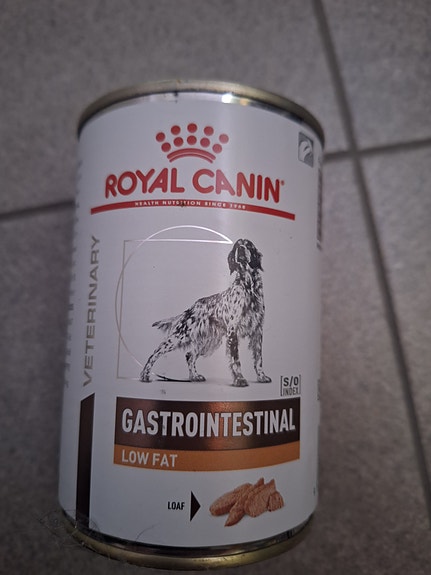 ROYAL CANIN
HEALTH NUTRITION SINCE 1968
VETERINARY
S/O
INDEX
GASTROINTESTINAL
LOW FAT
LOAF